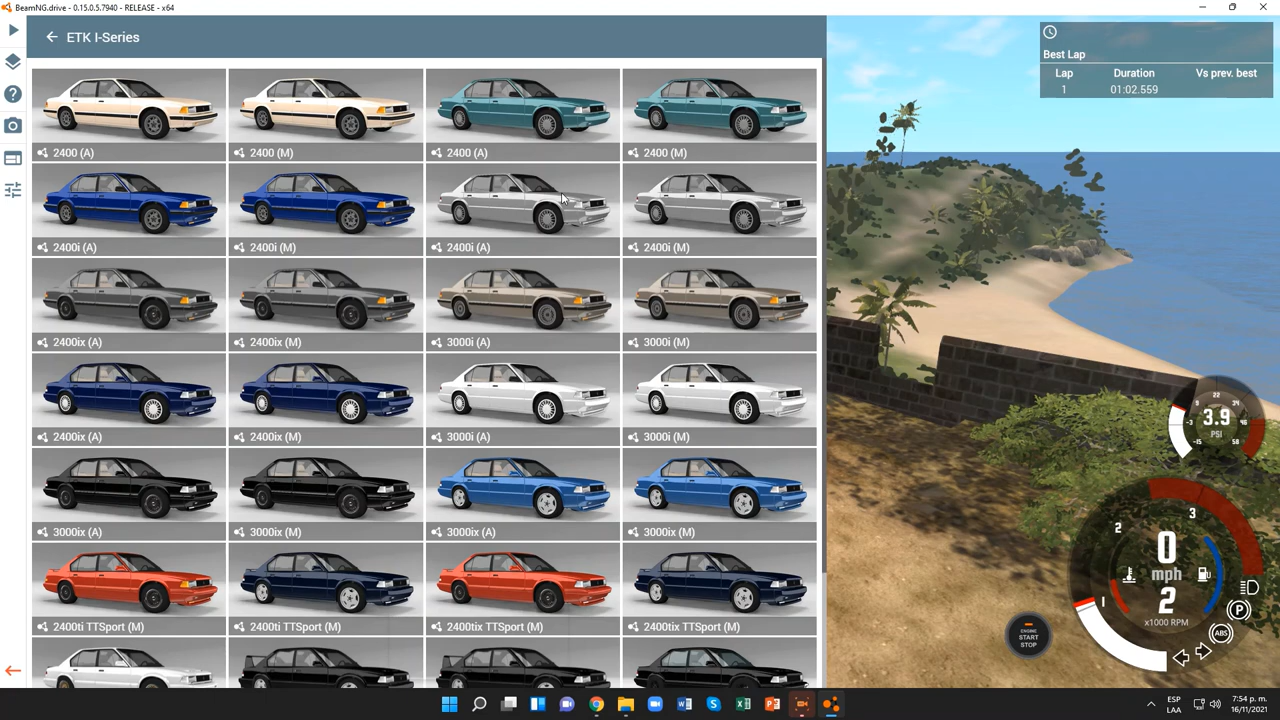 BeamNG.drive - 0.15.0.5.7940 - RELEASE - x64
ETK I-Series
2400 (A)
2400 (M)
2400 (A)
2400 (M)
2400i (A)
2400i (M)
2400i (A)
2400i (M)
2400ix (A)
2400ix (M)
3000i (A)
3000i (M)
2400ix (A)
2400ix (M)
3000i (A)
3000i (M)
3000ix (A)
3000ix (M)
3000ix (A)
3000ix (M)
2400ti TTSport (M)
2400ti TTSport (M)
2400tix TTSport (M)
2400tix TTSport (M)
Best Lap
Lap Duration Vs prev. best
1 01:02.559
3.9
PSI
0
mph
2
x1000 RPM
1 2 3
ENGINE
START
STOP
P
ABS
ESP
LAA
7:54 p. m.
16/11/2021